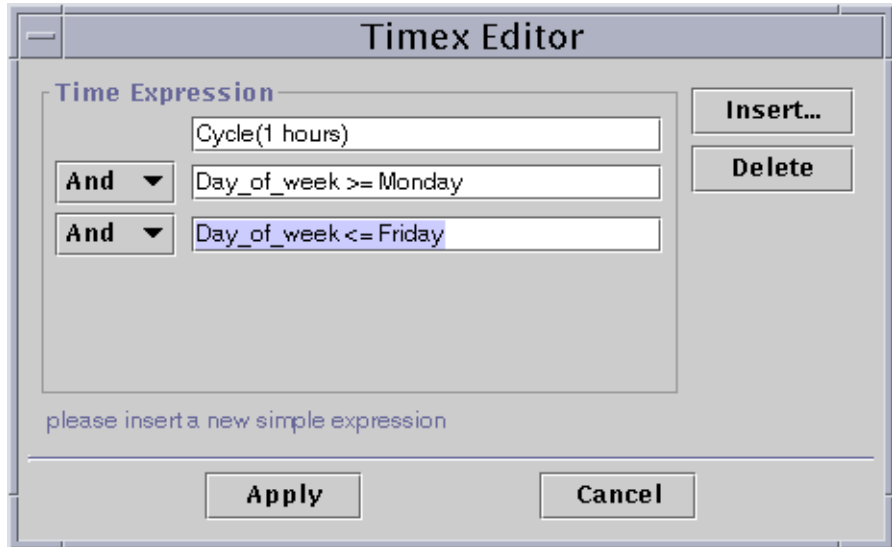 Timex Editor
Time Expression
Insert...
Cycle(1 hours)
Delete
And Day_of_week >= Monday
And Day_of_week <= Friday
please insert a new simple expression
Apply Cancel